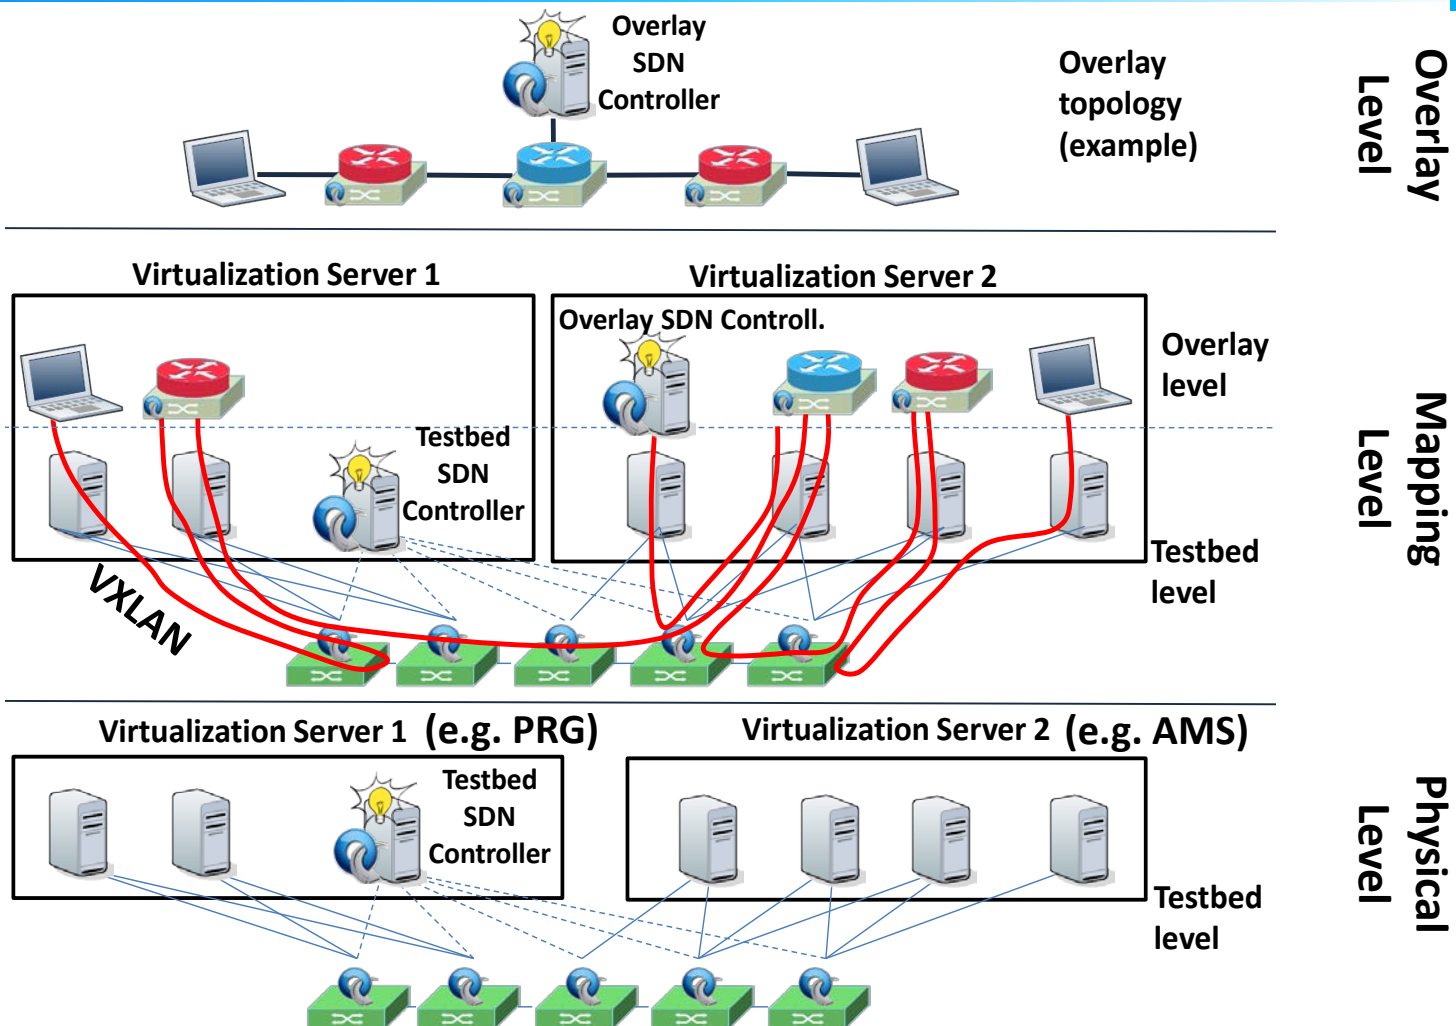 Overlay
SDN
Controller
Overlay
topology
(example)
Overlay
Level
Virtualization Server 1
Virtualization Server 2
Overlay SDN Controll.
Overlay
level
Testbed
SDN
Controller
Testbed
level
VXLAN
Mapping
Level
Virtualization Server 1 (e.g. PRG)
Virtualization Server 2 (e.g. AMS)
Testbed
SDN
Controller
Testbed
level
Physical
Level